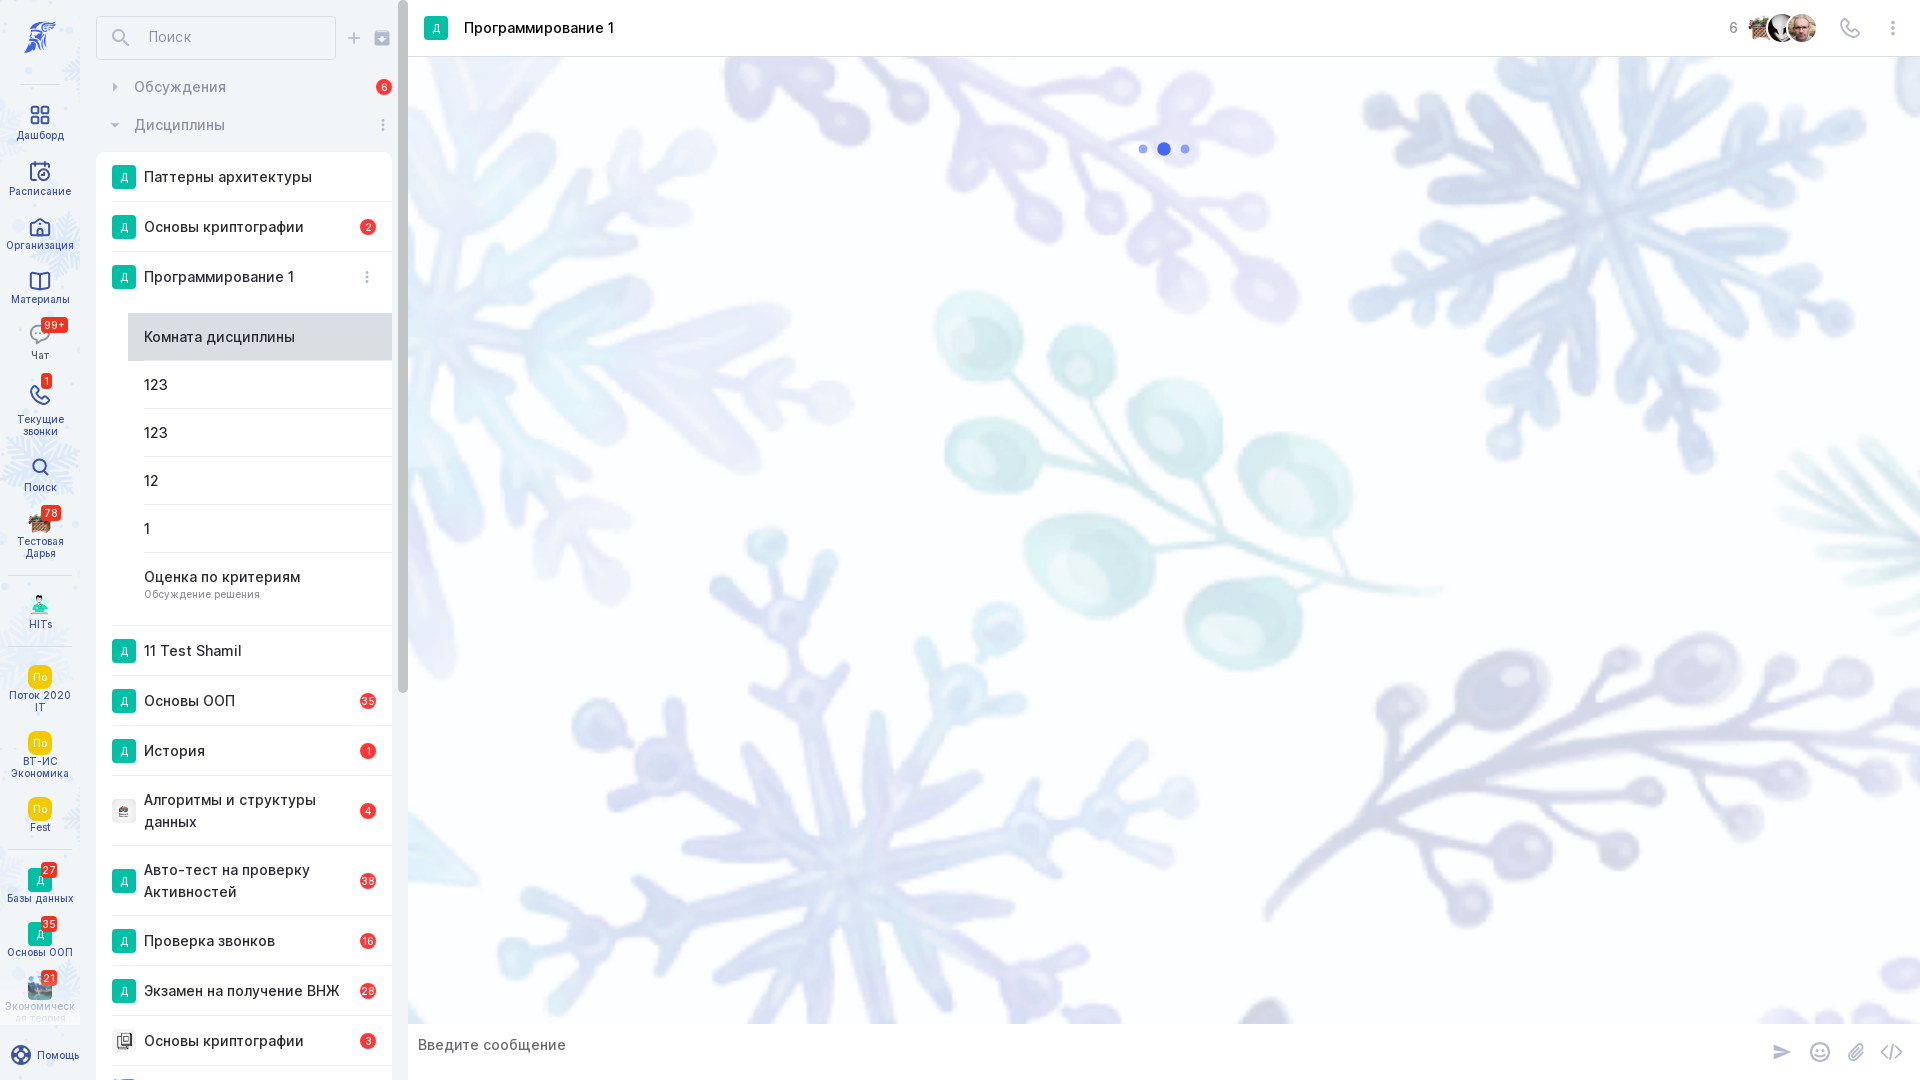 Дашборд
Расписание
Организация
Материалы
99+
Чат
1
Текущие
звонки
Поиск
78
Тестовая
Дарья
HITs
По
Поток 2020
IT
По
ВТ-ИС
Экономика
По
Fest
27
Д
Базы данных
35
Д
Основы ООП
21
Экономическ
ая теория
Помощь
Поиск
Обсуждения
6
Дисциплины
Д
Паттерны архитектуры
Д
Основы криптографии
2
Д
Программирование 1
Комната дисциплины
123
123
12
1
Оценка по критериям
Обсуждение решения
Д
11 Test Shamil
Д
Основы ООП
35
Д
История
1
Алгоритмы и структуры
данных
4
Д
Авто-тест на проверку
Активностей
38
Д
Проверка звонков
16
Д
Экзамен на получение ВНЖ
28
Основы криптографии
3
Д
Программирование 1
6
Введите сообщение